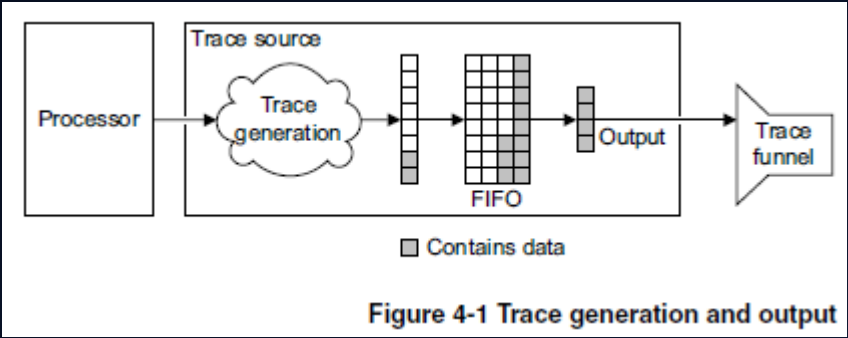 Trace source
Processor
Trace
generation
FIFO
Output
Trace
funnel
Contains data
Figure 4-1 Trace generation and output